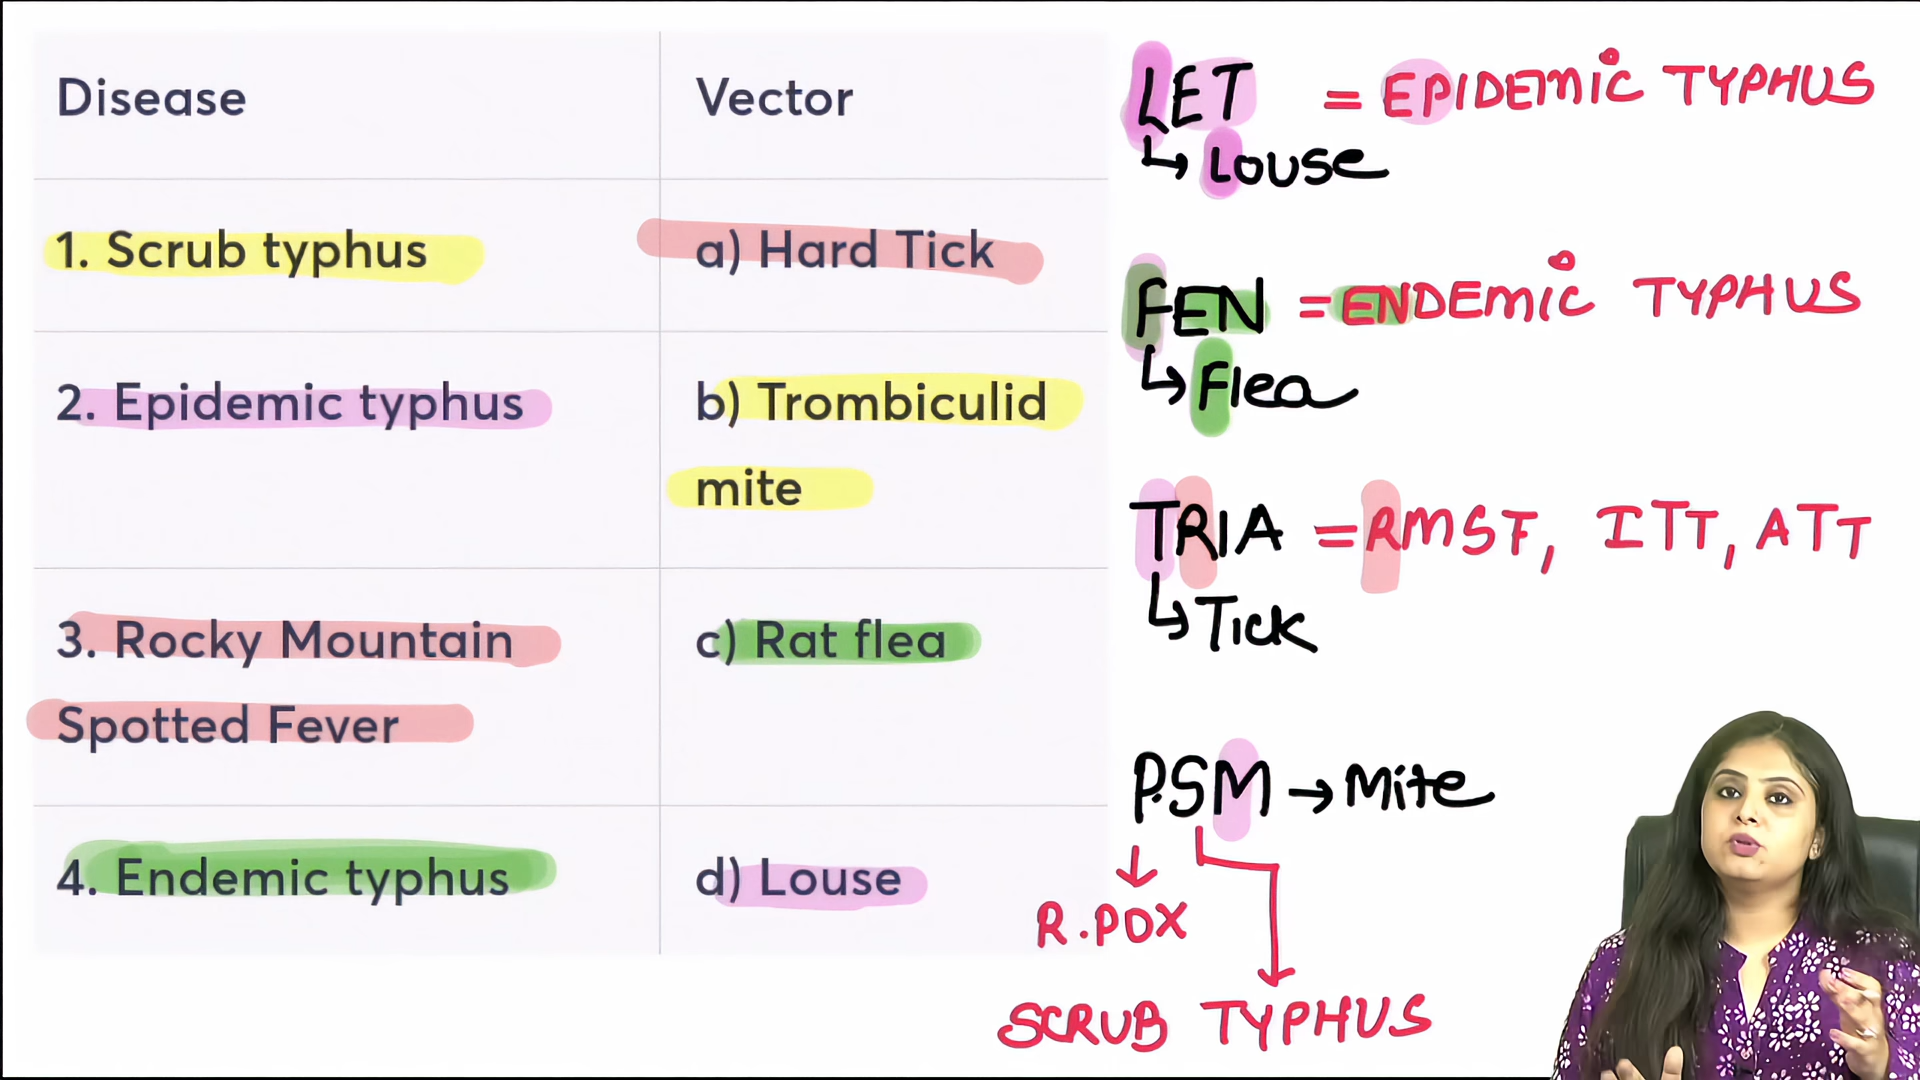 Disease Vector
1. Scrub typhus a) Hard Tick
2. Epidemic typhus b) Trombiculid
mite
3. Rocky Mountain c) Rat flea
Spotted Fever
4. Endemic typhus d) Louse
LET = EPIDEMIC TYPHUS
↳ Louse
FEN = ENDEMIC TYPHUS
↳ Flea
TRIA = RMSF, ITT, ATT
↳ Tick
P.SM → Mite
R.POX
SCRUB TYPHUS